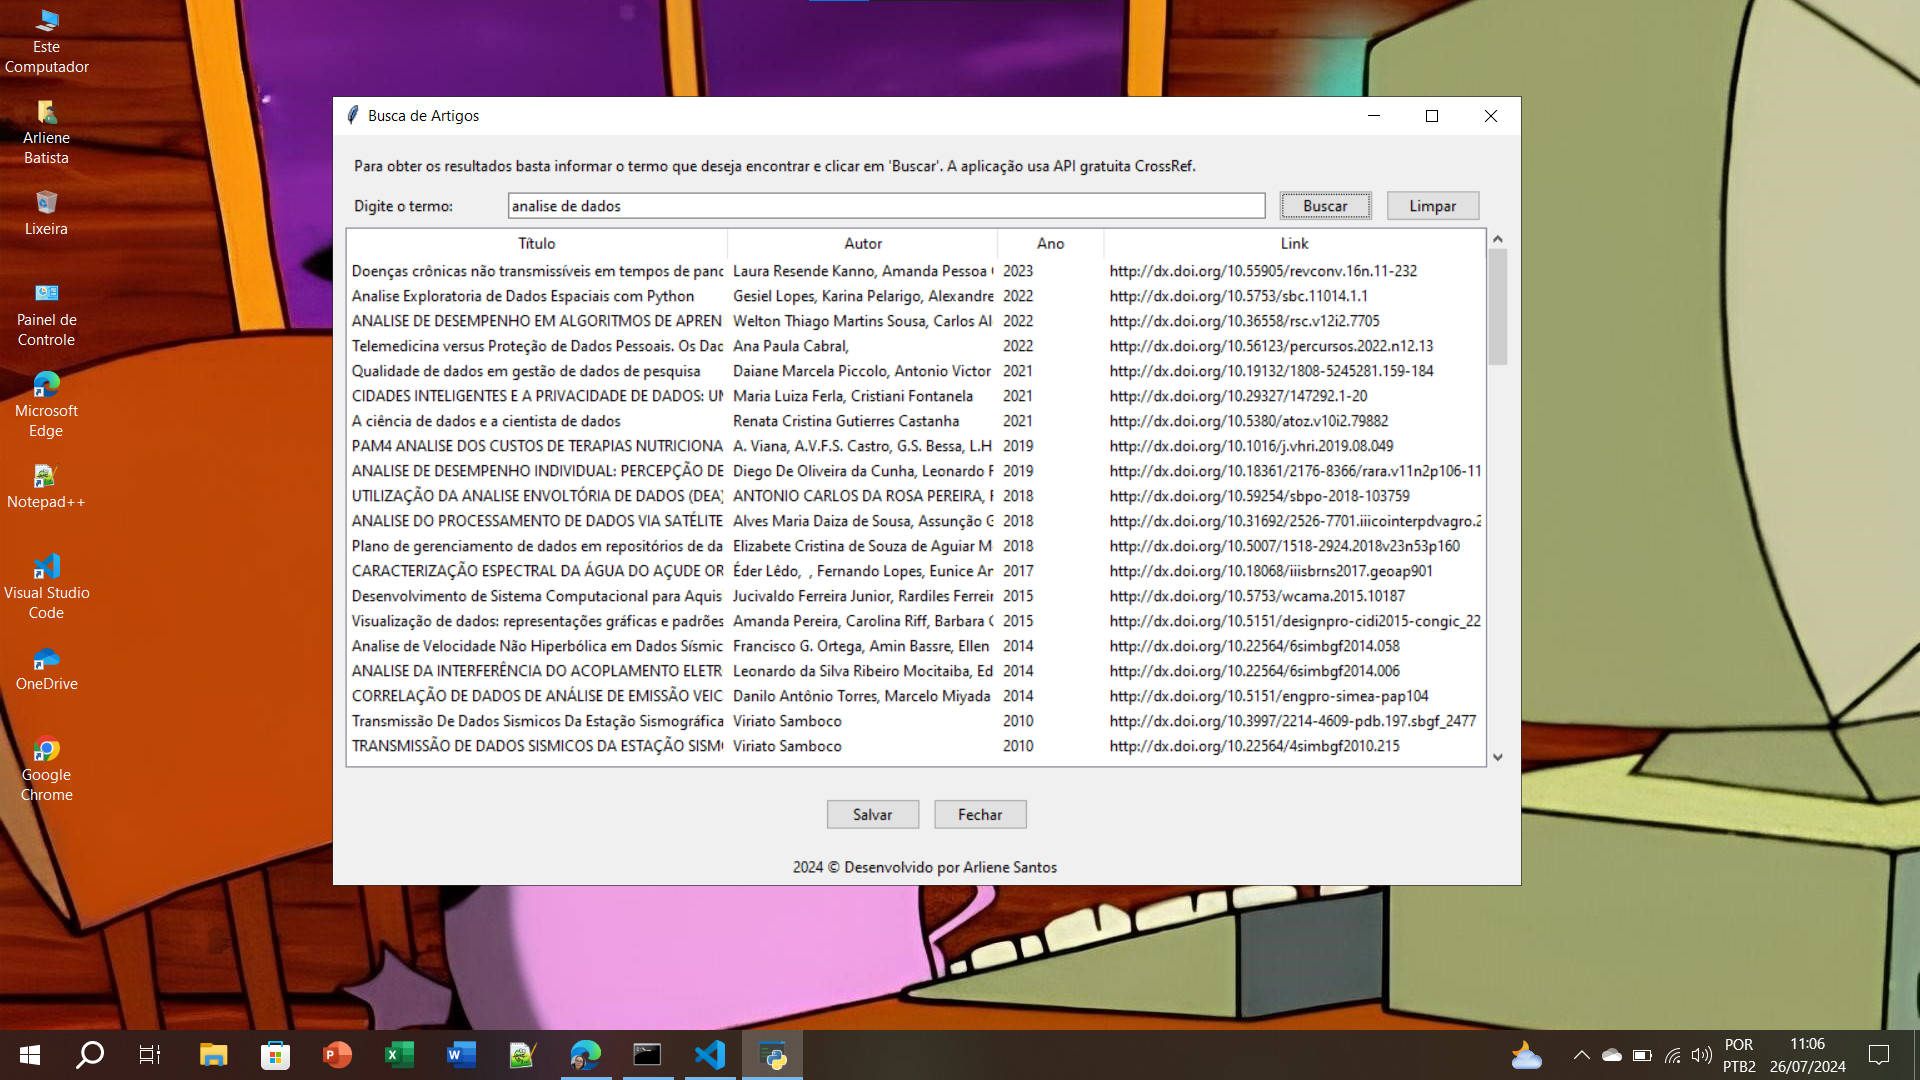 Este
Computador
Arliene
Batista
Lixeira
Painel de
Controle
Microsoft
Edge
Notepad++
Visual Studio
Code
OneDrive
Google
Chrome
Busca de Artigos
Para obter os resultados basta informar o termo que deseja encontrar e clicar em 'Buscar'. A aplicação usa API gratuita CrossRef.
Digite o termo: analise de dados Buscar Limpar
Título Autor Ano Link
Doenças crônicas não transmissíveis em tempos de panc Laura Resende Kanno, Amanda Pessoa 2023 http://dx.doi.org/10.55905/revconv.16n.11-232
Analise Exploratoria de Dados Espaciais com Python Gesiel Lopes, Karina Pelarigo, Alexandre 2022 http://dx.doi.org/10.5753/sbc.11014.1.1
ANALISE DE DESEMPENHO EM ALGORITMOS DE APREN Welton Thiago Martins Sousa, Carlos Al 2022 http://dx.doi.org/10.36558/rsc.v12i2.7705
Telemedicina versus Proteção de Dados Pessoais. Os Dad Ana Paula Cabral, 2022 http://dx.doi.org/10.56123/percursos.2022.n12.13
Qualidade de dados em gestão de dados de pesquisa Daiane Marcela Piccolo, Antonio Victor 2021 http://dx.doi.org/10.19132/1808-5245281.159-184
CIDADES INTELIGENTES E A PRIVACIDADE DE DADOS: UM Maria Luiza Ferla, Cristiani Fontanela 2021 http://dx.doi.org/10.29327/147292.1-20
A ciência de dados e a cientista de dados Renata Cristina Gutierres Castanha 2021 http://dx.doi.org/10.5380/atoz.v10i2.79882
PAM4 ANALISE DOS CUSTOS DE TERAPIAS NUTRICIONA A. Viana, A.V.F.S. Castro, G.S. Bessa, L.H 2019 http://dx.doi.org/10.1016/j.vhri.2019.08.049
ANALISE DE DESEMPENHO INDIVIDUAL: PERCEPÇÃO DE Diego De Oliveira da Cunha, Leonardo F 2019 http://dx.doi.org/10.18361/2176-8366/rara.v11n2p106-11
UTILIZAÇÃO DA ANALISE ENVOLTÓRIA DE DADOS (DEA) ANTONIO CARLOS DA ROSA PEREIRA, F 2018 http://dx.doi.org/10.59254/sbpo-2018-103759
ANALISE DO PROCESSAMENTO DE DADOS VIA SATÉLITE Alves Maria Daiza de Sousa, Assunção G 2018 http://dx.doi.org/10.31692/2526-7701.iiicointerpdvagro.2
Plano de gerenciamento de dados em repositórios de da Elizabete Cristina de Souza de Aguiar M 2018 http://dx.doi.org/10.5007/1518-2924.2018v23n53p160
CARACTERIZAÇÃO ESPECTRAL DA ÁGUA DO AÇUDE OR Éder Lêdo, , Fernando Lopes, Eunice Ar 2017 http://dx.doi.org/10.18068/iiisbrns2017.geoap901
Desenvolvimento de Sistema Computacional para Aquis Jucivaldo Ferreira Junior, Rardiles Ferreir 2015 http://dx.doi.org/10.5753/wcama.2015.10187
Visualização de dados: representações gráficas e padrões Amanda Pereira, Carolina Riff, Barbara C 2015 http://dx.doi.org/10.5151/designpro-cidi2015-congic_22
Analise de Velocidade Não Hiperbólica em Dados Sísmic Francisco G. Ortega, Amin Bassre, Ellen 2014 http://dx.doi.org/10.22564/6simbgf2014.058
ANALISE DA INTERFERÊNCIA DO ACOPLAMENTO ELETR Leonardo da Silva Ribeiro Mocitaiba, Ed 2014 http://dx.doi.org/10.22564/6simbgf2014.006
CORRELAÇÃO DE DADOS DE ANÁLISE DE EMISSÃO VEIC Danilo Antônio Torres, Marcelo Miyada 2014 http://dx.doi.org/10.5151/engpro-simea-pap104
Transmissão De Dados Sismicos Da Estação Sismográfica Viriato Samboco 2010 http://dx.doi.org/10.3997/2214-4609-pdb.197.sbgf_2477
TRANSMISSÃO DE DADOS SISMICOS DA ESTAÇÃO SISMO Viriato Samboco 2010 http://dx.doi.org/10.22564/4simbgf2010.215
Salvar Fechar
2024 © Desenvolvido por Arliene Santos
POR
PTB2
11:06
26/07/2024